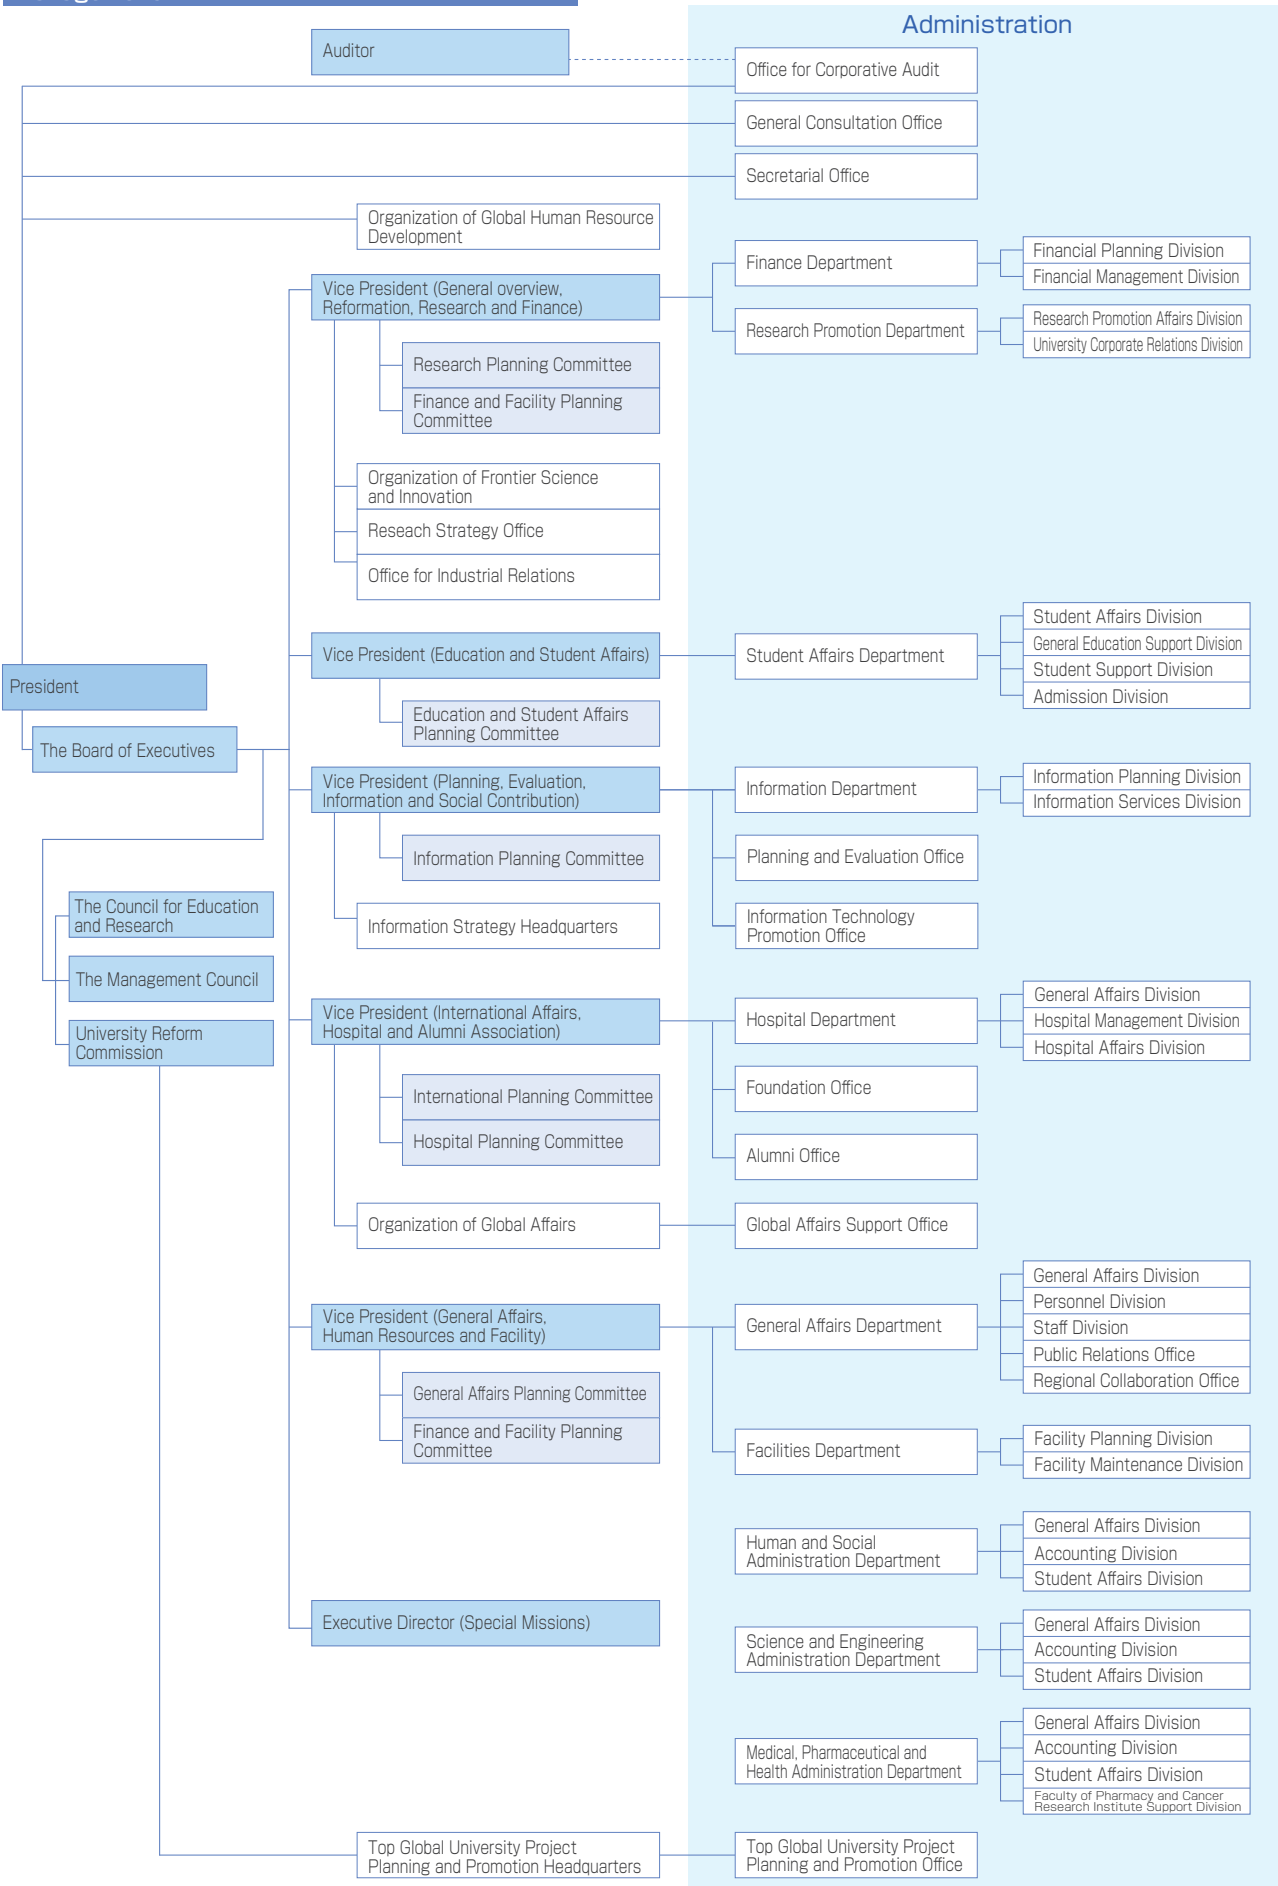 Administration
Auditor
Office for Corporative Audit
General Consultation Office
Secretarial Office
Organization of Global Human Resource
Development
Finance Department
Financial Planning Division
Financial Management Division
Vice President (General overview,
Reformation, Research and Finance)
Research Promotion Department
Research Promotion Affairs Division
University Corporate Relations Division
Research Planning Committee
Finance and Facility Planning
Committee
Organization of Frontier Science
and Innovation
Reseach Strategy Office
Office for Industrial Relations
Vice President (Education and Student Affairs)
Student Affairs Department
Student Affairs Division
General Education Support Division
Student Support Division
Admission Division
President
Education and Student Affairs
Planning Committee
The Board of Executives
Vice President (Planning, Evaluation,
Information and Social Contribution)
Information Department
Information Planning Division
Information Services Division
Information Planning Committee
Planning and Evaluation Office
The Council for Education
and Research
Information Strategy Headquarters
Information Technology
Promotion Office
The Management Council
University Reform
Commission
Vice President (International Affairs,
Hospital and Alumni Association)
Hospital Department
General Affairs Division
Hospital Management Division
Hospital Affairs Division
International Planning Committee
Foundation Office
Hospital Planning Committee
Alumni Office
Organization of Global Affairs
Global Affairs Support Office
Vice President (General Affairs,
Human Resources and Facility)
General Affairs Department
General Affairs Division
Personnel Division
Staff Division
Public Relations Office
Regional Collaboration Office
General Affairs Planning Committee
Finance and Facility Planning
Committee
Facilities Department
Facility Planning Division
Facility Maintenance Division
Human and Social
Administration Department
General Affairs Division
Accounting Division
Student Affairs Division
Executive Director (Special Missions)
Science and Engineering
Administration Department
General Affairs Division
Accounting Division
Student Affairs Division
Medical, Pharmaceutical and
Health Administration Department
General Affairs Division
Accounting Division
Student Affairs Division
Faculty of Pharmacy and Cancer
Research Institute Support Division
Top Global University Project
Planning and Promotion Headquarters
Top Global University Project
Planning and Promotion Office